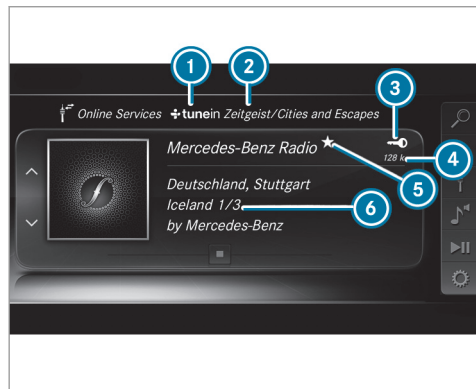 1 2
3
Online Services tunein Zeitgeist/Cities and Escapes
Mercedes-Benz Radio
128 k
4
5
Deutschland, Stuttgart
Iceland 1/3
6
by Mercedes-Benz